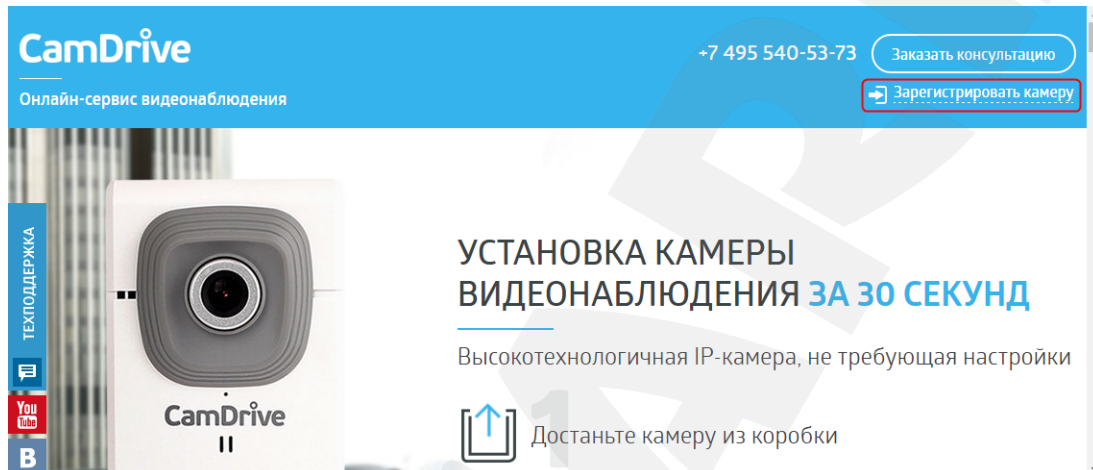 CamDrive
+7 495 540-53-73
Заказать консультацию
Онлайн-сервис видеонаблюдения
Зарегистрировать камеру
ТЕХПОДДЕРЖКА
УСТАНОВКА КАМЕРЫ
ВИДЕОНАБЛЮДЕНИЯ ЗА 30 СЕКУНД
Высокотехнологичная IP-камера, не требующая настройки
You
Tube
CamDrive
1
Достаньте камеру из коробки
B